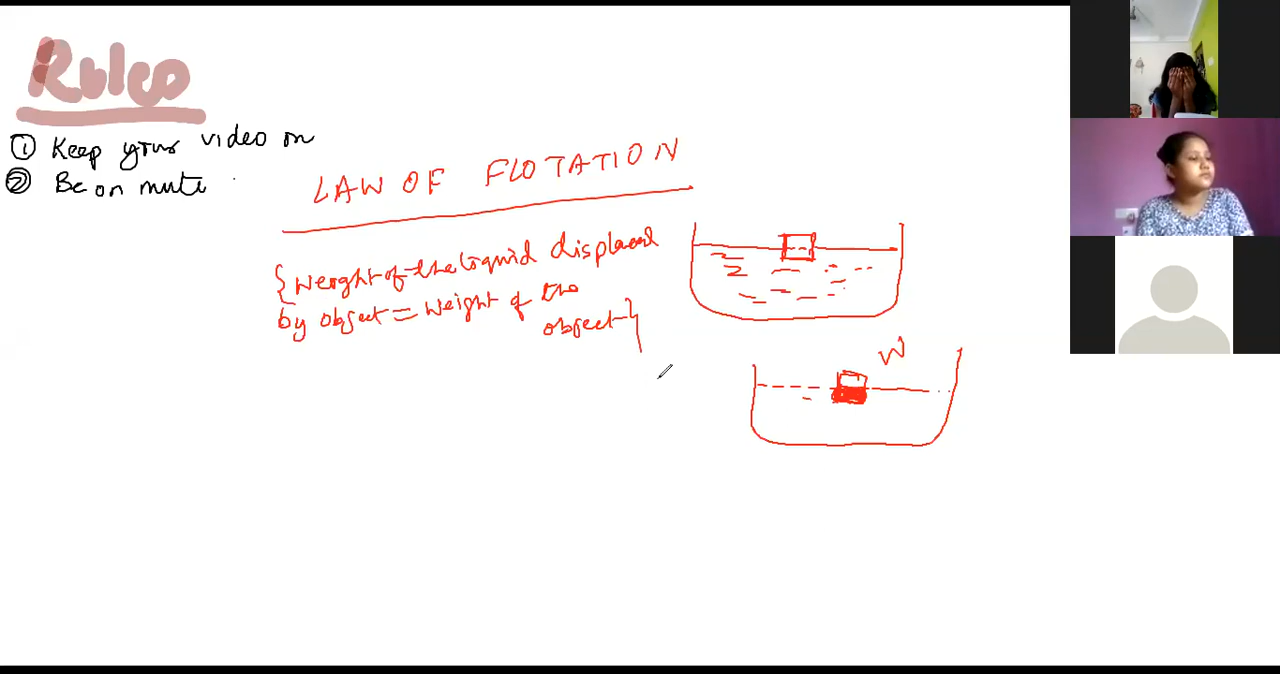 Rules
① Keep your video on
② Be on mute
LAW OF FLOTATION
{Weight of the liquid displaced
by object = Weight of the
object}
W